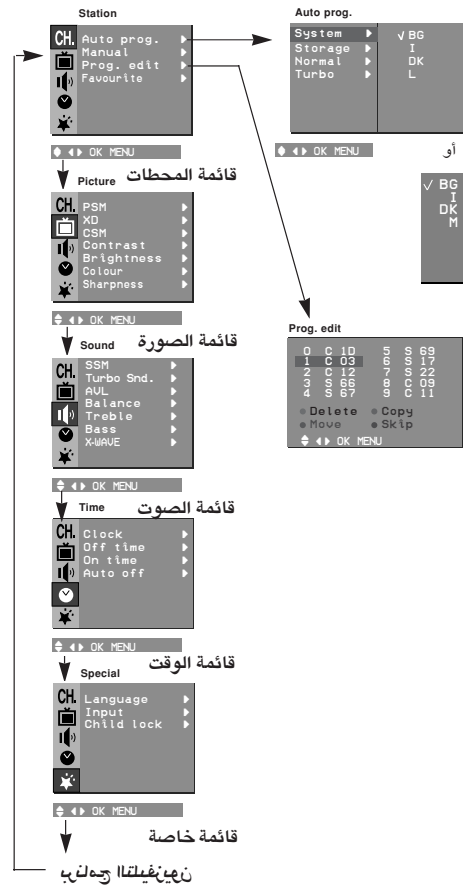 Station
CH.
Auto prog.
Manual
Prog. edit
Favourite
OK MENU
قائمة المحطات
Auto prog.
System
Storage
Normal
Turbo
√ BG
I
DK
L
OK MENU
أو
√ BG
I
DK
M
Picture
CH.
PSM
XD
CSM
Contrast
Brightness
Colour
Sharpness
OK MENU
قائمة الصورة
Prog. edit
0 C 1D 5 S 69
1 C 03 6 S 17
2 C 12 7 S 22
3 S 66 8 C 09
4 S 67 9 C 11
Delete Copy
Move Skip
OK MENU
Sound
CH.
SSM
Turbo Snd.
AVL
Balance
Treble
Bass
X-WAVE
OK MENU
قائمة الصوت
Time
CH.
Clock
Off time
On time
Auto off
OK MENU
قائمة الوقت
Special
CH.
Language
Input
Child lock
OK MENU
قائمة خاصة
برنامج التيليفزيون